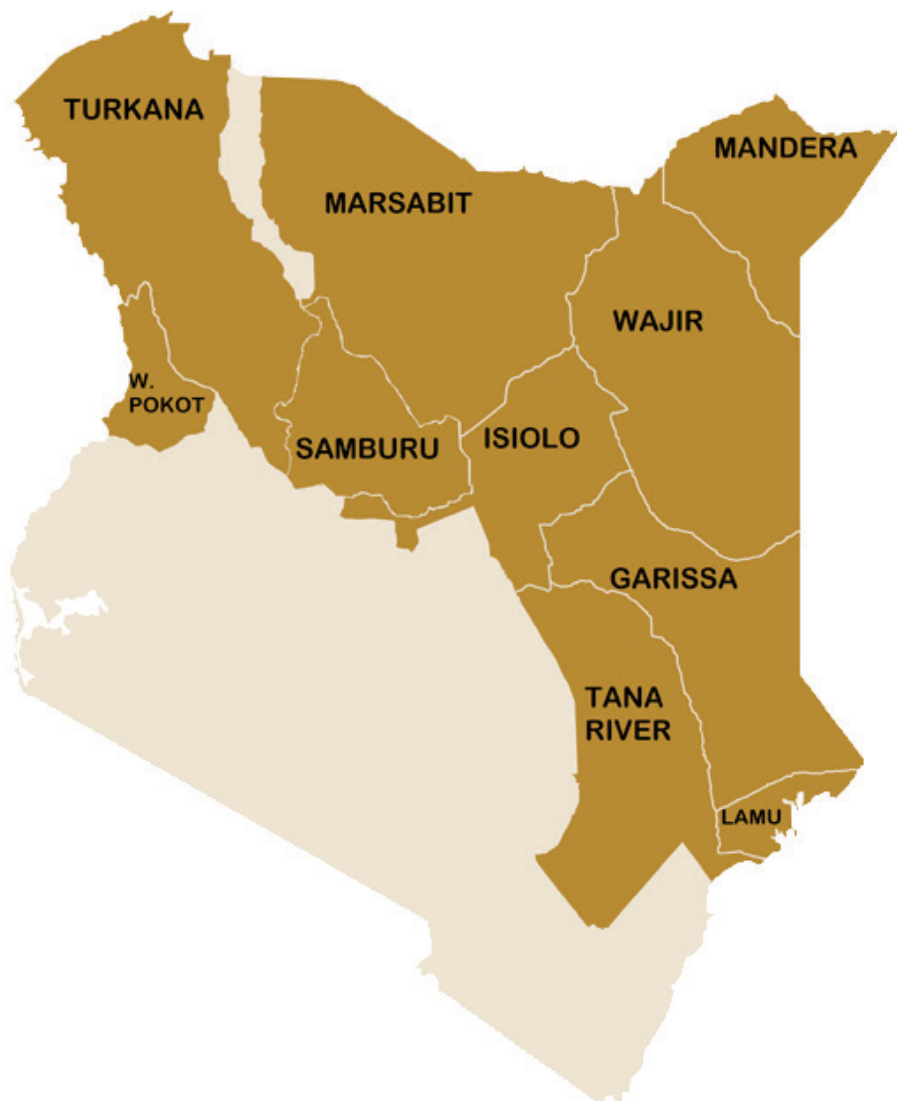 TURKANA
MANDERA
MARSABIT
WAJIR
W.
POKOT
SAMBURU
ISIOLO
GARISSA
TANA
RIVER
LAMU